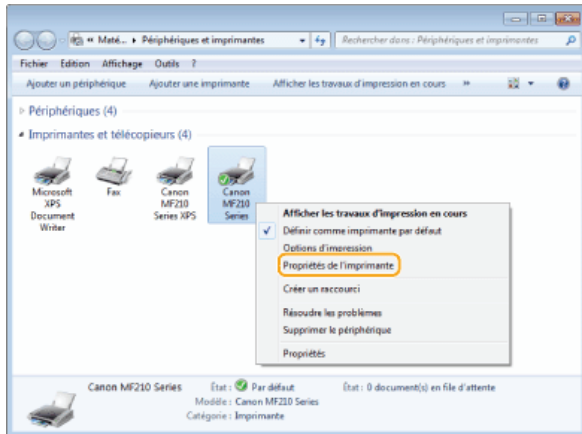 « Maté... ▸ Périphériques et imprimantes
Rechercher dans : Périphériques et imprimantes
Fichier Edition Affichage Outils ?
Ajouter un périphérique Ajouter une imprimante Afficher les travaux d'impression en cours »
Périphériques (4)
Imprimantes et télécopieurs (4)
Microsoft
XPS
Document
Writer
Fax
Canon
MF210
Series XPS
Canon
MF210
Series
Afficher les travaux d'impression en cours
Définir comme imprimante par défaut
Options d'impression
Propriétés de l'imprimante
Créer un raccourci
Résoudre les problèmes
Supprimer le périphérique
Propriétés
Canon MF210 Series État : Par défaut État : 0 document(s) en file d'attente
Modèle : Canon MF210 Series
Catégorie : Imprimante